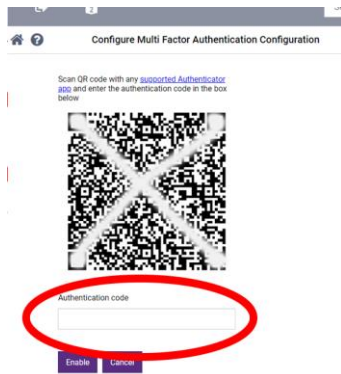 2
Configure Multi Factor Authentication Configuration
Scan QR code with any supported Authenticator
app and enter the authentication code in the box
below
Authentication code
Enable Cancel